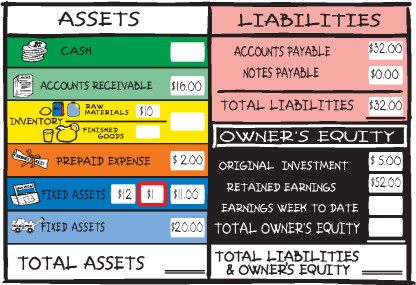 ASSETS
CASH
ACCOUNTS RECEIVABLE $16.00
RAW MATERIALS $10
INVENTORY
FINISHED GOODS
PREPAID EXPENSE $2.00
FIXED ASSETS $12 $1 $11.00
FIXED ASSETS $20.00
TOTAL ASSETS
LIABILITIES
ACCOUNTS PAYABLE $32.00
NOTES PAYABLE $0.00
TOTAL LIABILITIES $32.00
OWNER'S EQUITY
ORIGINAL INVESTMENT $5.00
RETAINED EARNINGS $52.00
EARNINGS WEEK TO DATE
TOTAL OWNER'S EQUITY
TOTAL LIABILITIES
& OWNER'S EQUITY